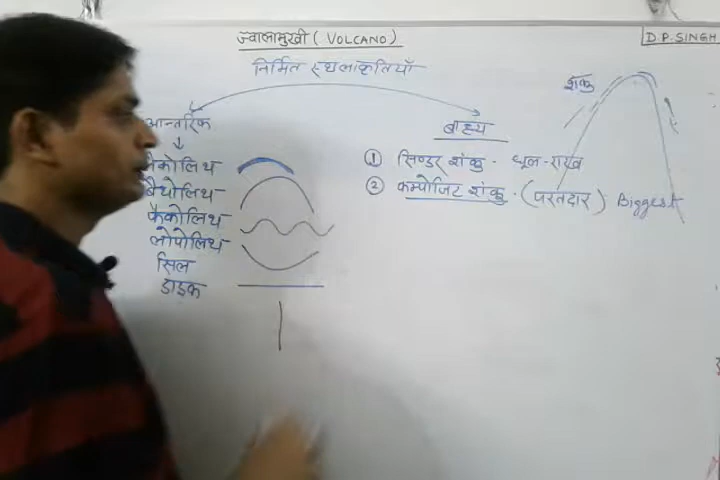 ज्वालामुखी ( VOLCANO )
D.P. SINGH
निर्मित स्थलाकृतियाँ
शंकु
आन्तरिक
बाह्य
लैकोलिथ
① सिण्डर शंकु - धूल-राख
बैथोलिथ
② कम्पोजिट शंकु - (परतदार) Biggest
फैकोलिथ
लोपोलिथ
सिल
डाइक